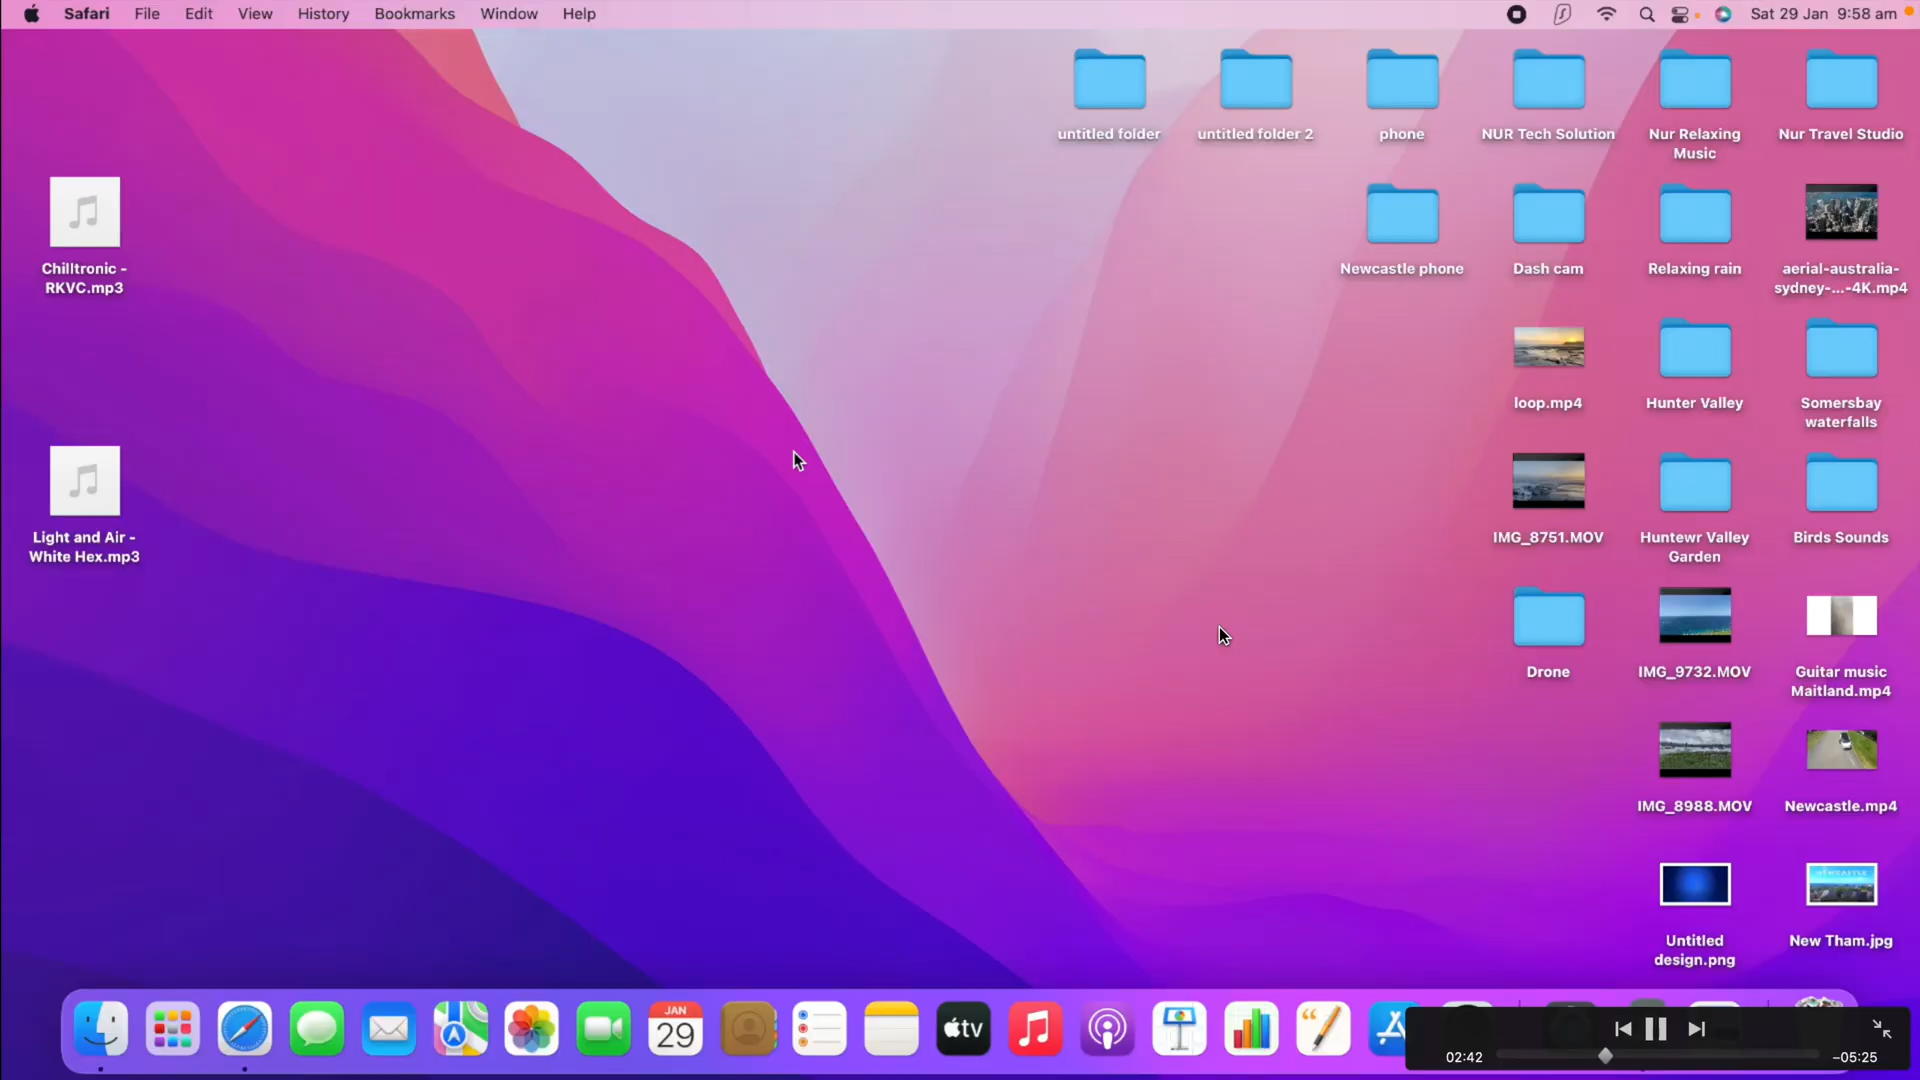 Safari File Edit View History Bookmarks Window Help Sat 29 Jan 9:58 am
untitled folder
untitled folder 2
phone
NUR Tech Solution
Nur Relaxing
Music
Nur Travel Studio
Chilltronic -
RKVC.mp3
Newcastle phone
Dash cam
Relaxing rain
aerial-australia-
sydney-...-4K.mp4
loop.mp4
Hunter Valley
Somersbay
waterfalls
Light and Air -
White Hex.mp3
IMG_8751.MOV
Huntewr Valley
Garden
Birds Sounds
Drone
IMG_9732.MOV
Guitar music
Maitland.mp4
IMG_8988.MOV
Newcastle.mp4
NEWCASTLE
Untitled
design.png
New Tham.jpg
JAN
29
tv
02:42
-05:25